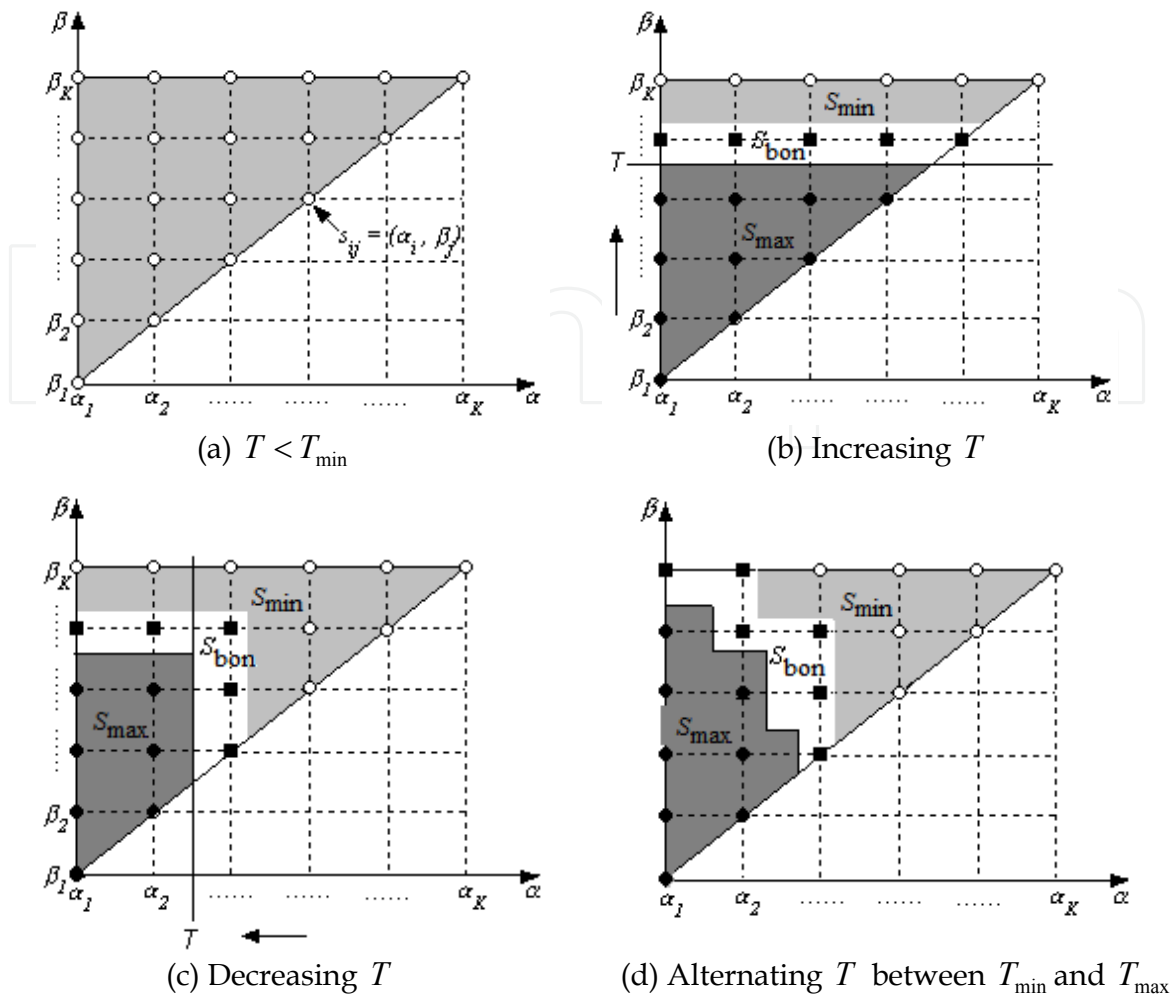 β
β_K
β_2
β_1
α_1 α_2 ...... ...... α_K α
s_ij = (α_i , β_j)
(a) T < T_min
β
β_K
S_min
S_bon
T
S_max
β_2
β_1
α_1 α_2 ...... ...... α_K α
(b) Increasing T
β
β_K
S_min
S_bon
S_max
β_2
β_1
α_1 α_2 ...... ...... α_K α
T
(c) Decreasing T
β
S_min
S_bon
S_max
α_1 α_2 ...... ...... α_K α
(d) Alternating T between T_min and T_max